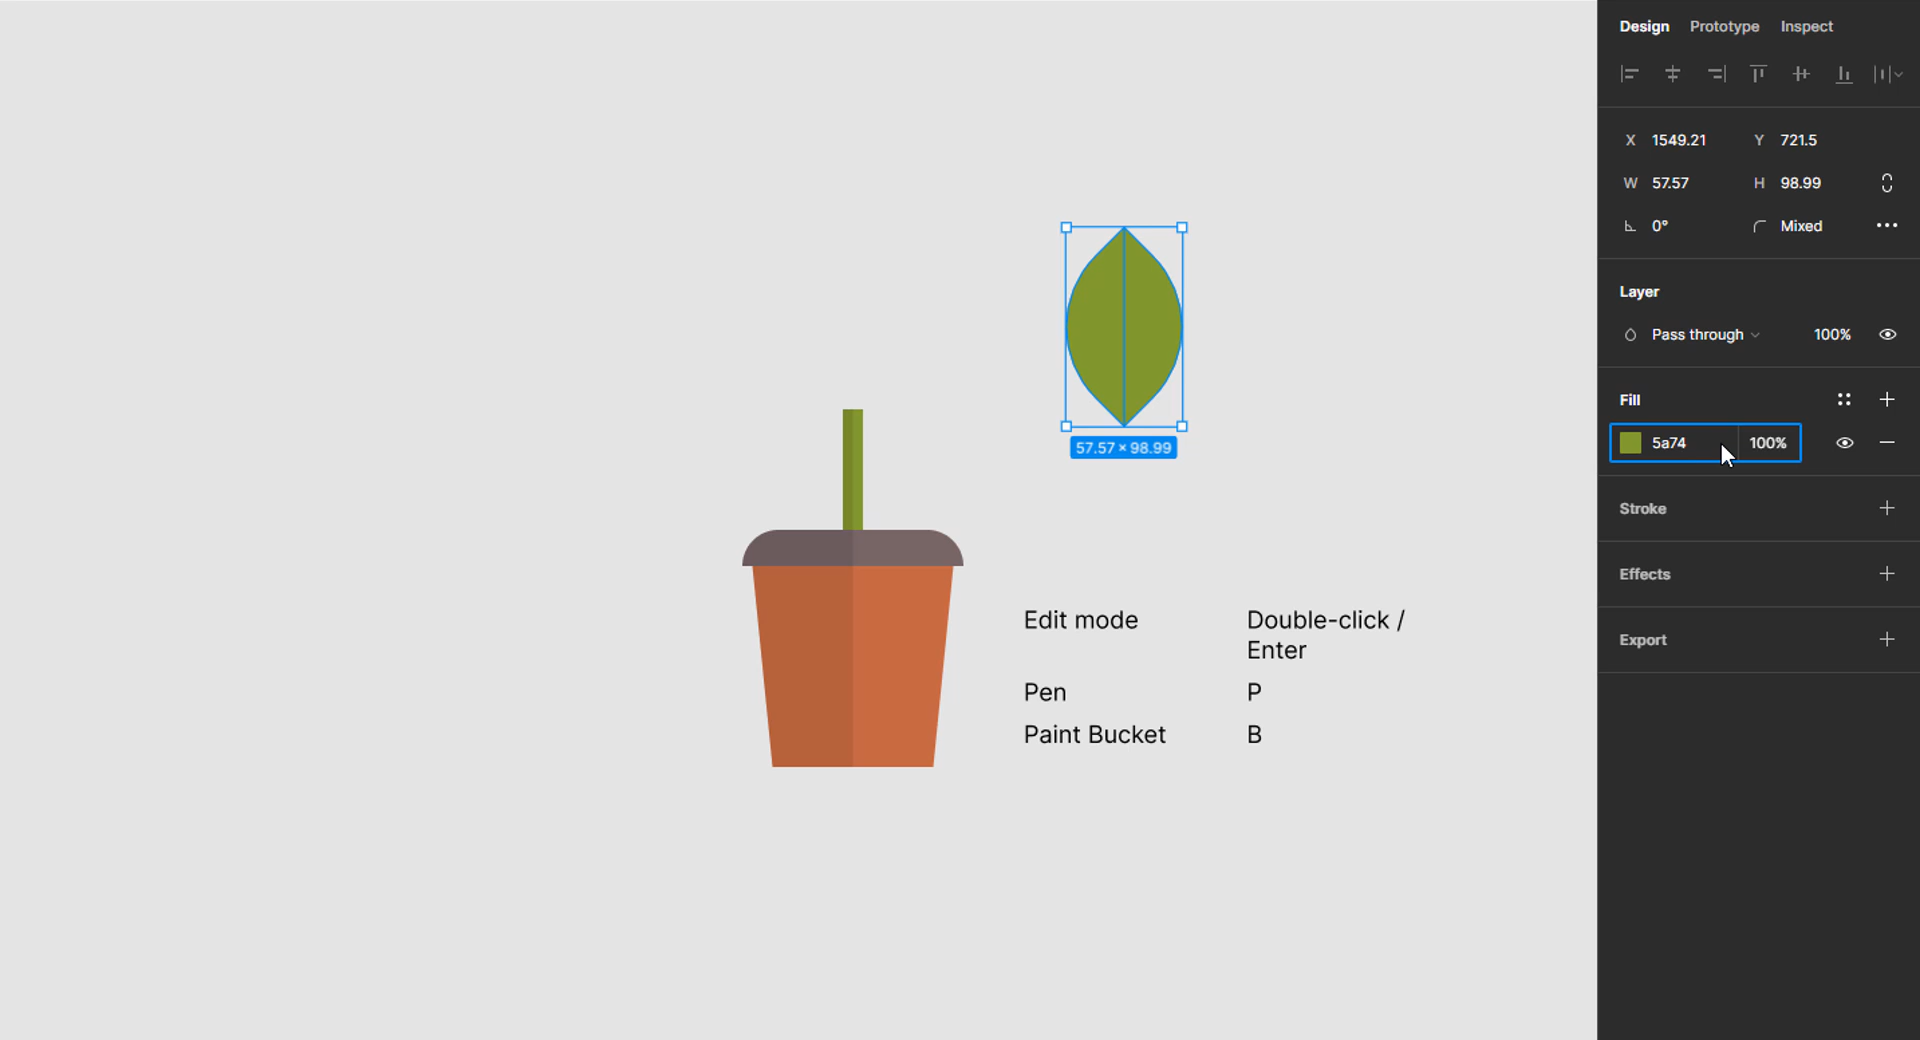 Design Prototype Inspect
X 1549.21 Y 721.5
W 57.57 H 98.99
0° Mixed
Layer
Pass through 100%
Fill
5a74 100%
57.57 × 98.99
Stroke
Effects
Edit mode Double-click /
Enter
Export
Pen P
Paint Bucket B